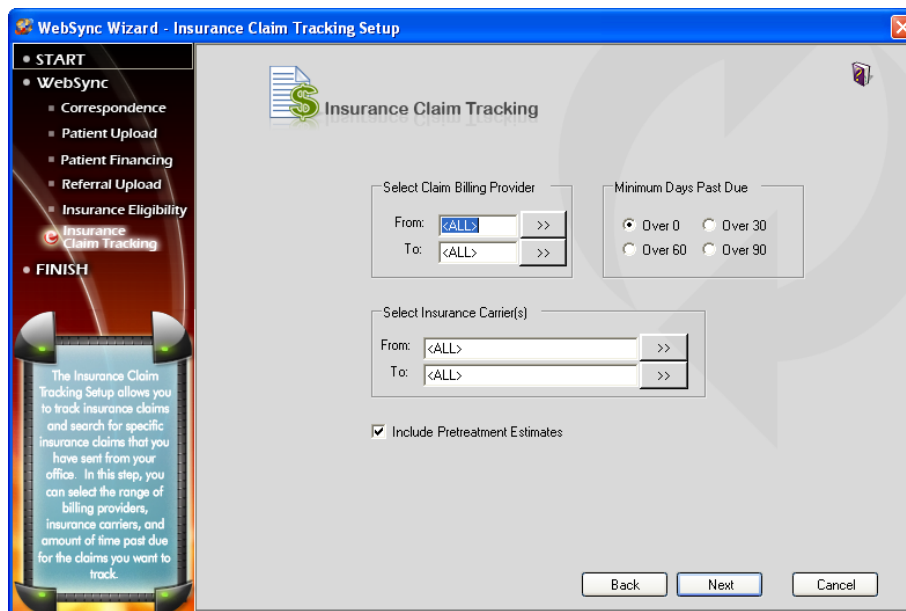 WebSync Wizard - Insurance Claim Tracking Setup
START
WebSync
Correspondence
Patient Upload
Patient Financing
Referral Upload
Insurance Eligibility
Insurance
Claim Tracking
FINISH
The Insurance Claim
Tracking Setup allows you
to track insurance claims
and search for specific
insurance claims that you
have sent from your
office. In this step, you
can select the range of
billing providers,
insurance carriers, and
amount of time past due
for the claims you want to
track.
Insurance Claim Tracking
Select Claim Billing Provider
From: <ALL> >>
To: <ALL> >>
Minimum Days Past Due
Over 0 Over 30
Over 60 Over 90
Select Insurance Carrier(s)
From: <ALL> >>
To: <ALL> >>
Include Pretreatment Estimates
Back Next Cancel